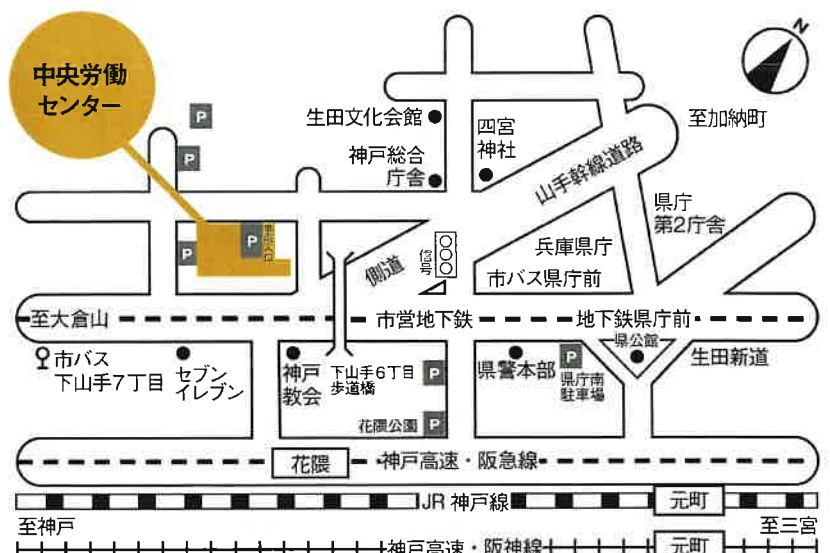 中央労働
センター
N
P
P
生田文化会館
四宮
神社
至加納町
神戸総合
庁舎
山手幹線道路
県庁
第2庁舎
P
P
側道
信号
兵庫県庁
市バス県庁前
至大倉山
市営地下鉄
地下鉄県庁前
県公館
生田新道
市バス
下山手7丁目
セブン
イレブン
神戸
教会
下山手6丁目
歩道橋
P
県警本部
P
県庁南
駐車場
花隈公園
P
花隈
神戸高速・阪急線
JR 神戸線
元町
至神戸
至三宮
神戸高速・阪神線
元町